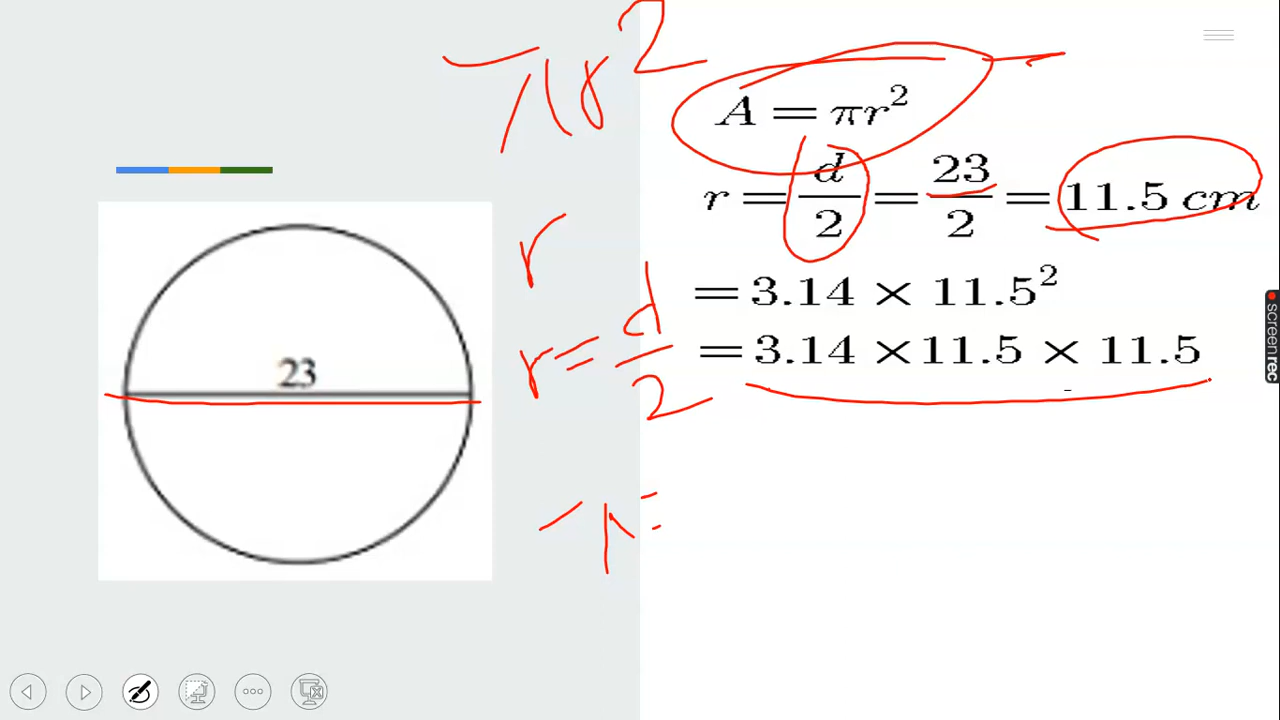 πr²
A = πr²
r = d/2 = 23/2 = 11.5 cm
r
= 3.14 × 11.5²
r = d/2
= 3.14 × 11.5 × 11.5
23
screenrec